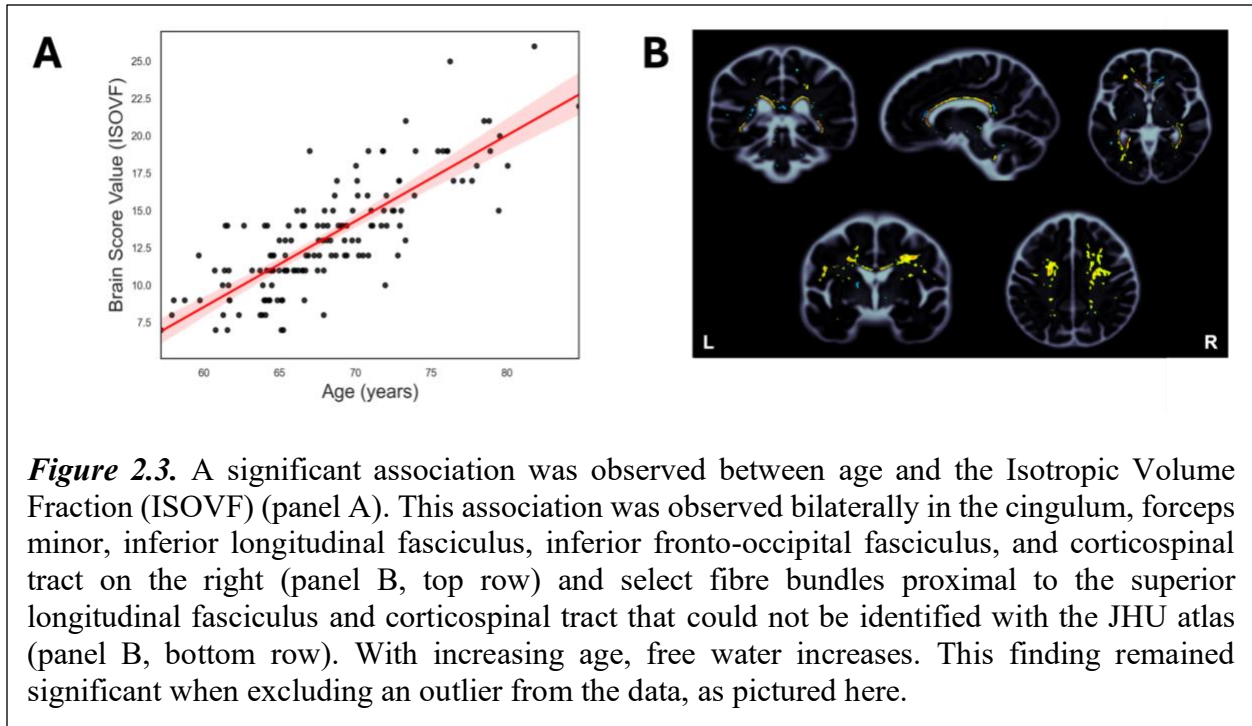 A
B
25.0
22.5
20.0
17.5
15.0
12.5
10.0
7.5
Brain Score Value (ISOVF)
60 65 70 75 80
Age (years)
L R
Figure 2.3. A significant association was observed between age and the Isotropic Volume
Fraction (ISOVF) (panel A). This association was observed bilaterally in the cingulum, forceps
minor, inferior longitudinal fasciculus, inferior fronto-occipital fasciculus, and corticospinal
tract on the right (panel B, top row) and select fibre bundles proximal to the superior
longitudinal fasciculus and corticospinal tract that could not be identified with the JHU atlas
(panel B, bottom row). With increasing age, free water increases. This finding remained
significant when excluding an outlier from the data, as pictured here.